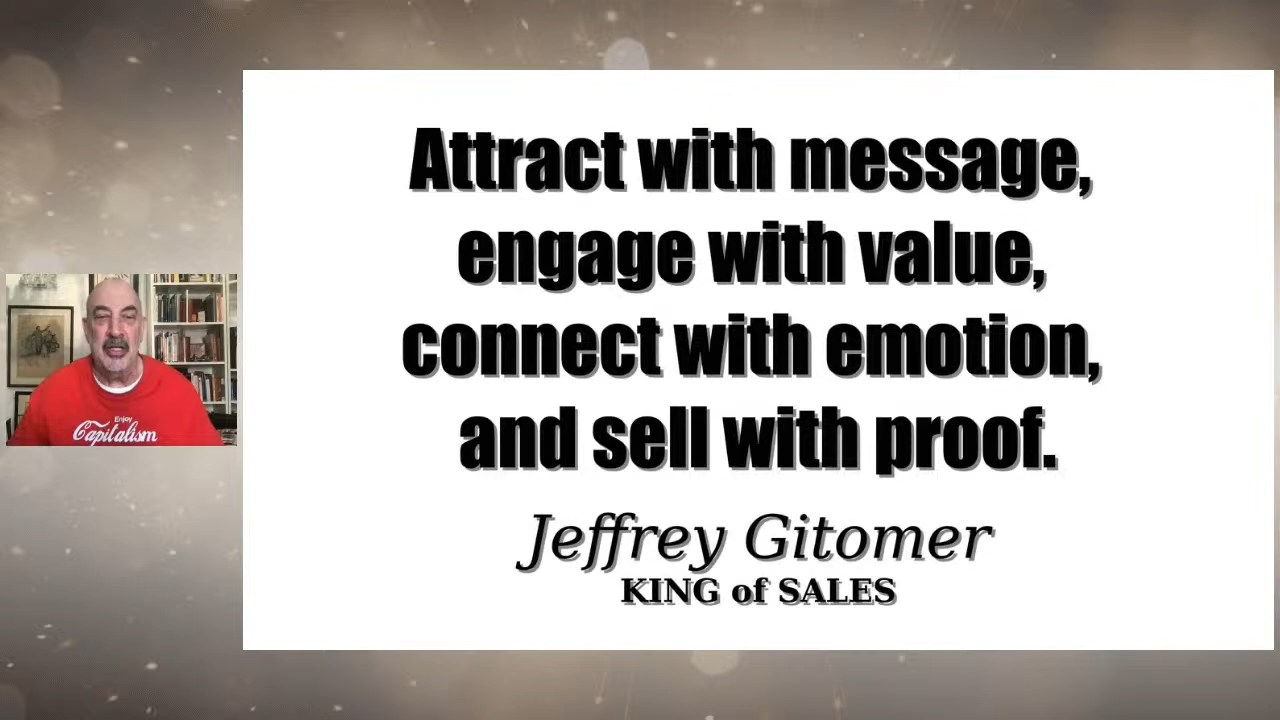 Attract with message,
engage with value,
connect with emotion,
and sell with proof.
Jeffrey Gitomer
KING of SALES
Enjoy
Capitalism